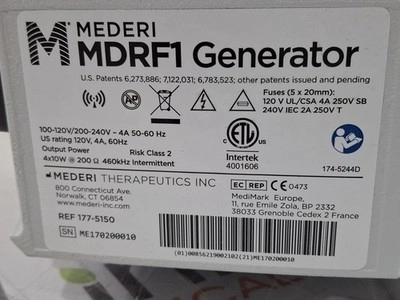 MEDERI
MDRF1 Generator
U.S. Patents 6,273,886; 7,122,031; 6,783,523; other patents issued and pending
AP
Fuses (5 x 20mm):
120 V UL/CSA 4A 250V SB
240V IEC 2A 250V T
100-120V/200-240V ~ 4A 50-60 Hz
US rating 120V, 4A, 60Hz
Output Power Risk Class 2
4x10W @ 200 Ω 460kHz Intermittent
ETL
Intertek
4001606
174-5244D
MEDERI THERAPEUTICS INC
800 Connecticut Ave
Norwalk, CT 06854
www.mederi-inc.com
REF 177-5150
SN ME170200010
EC REP CE 0473
MediMark Europe,
11, rue Emile Zola, BP 2332
38033 Grenoble Cedex 2 France
(01)00856219002102(21)ME170200010